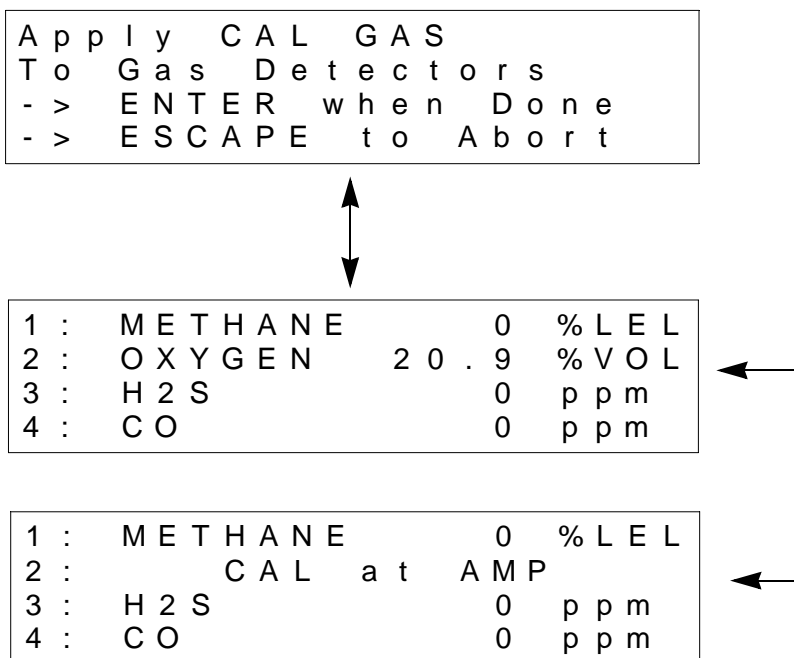 Apply CAL GAS
To Gas Detectors
-> ENTER when Done
-> ESCAPE to Abort
1: METHANE 0 %LEL
2: OXYGEN 20.9 %VOL
3: H2S 0 ppm
4: CO 0 ppm
1: METHANE 0 %LEL
2: CAL at AMP
3: H2S 0 ppm
4: CO 0 ppm